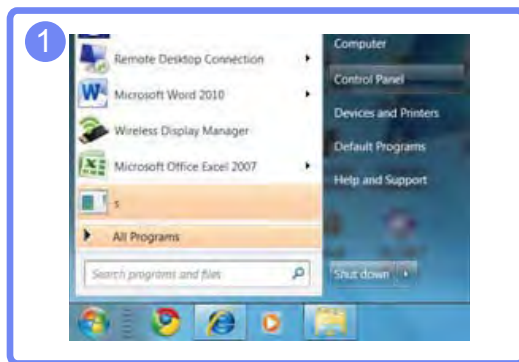 1
Remote Desktop Connection
Microsoft Word 2010
Wireless Display Manager
Microsoft Office Excel 2007
s
All Programs
Search programs and files
Computer
Control Panel
Devices and Printers
Default Programs
Help and Support
Shut down